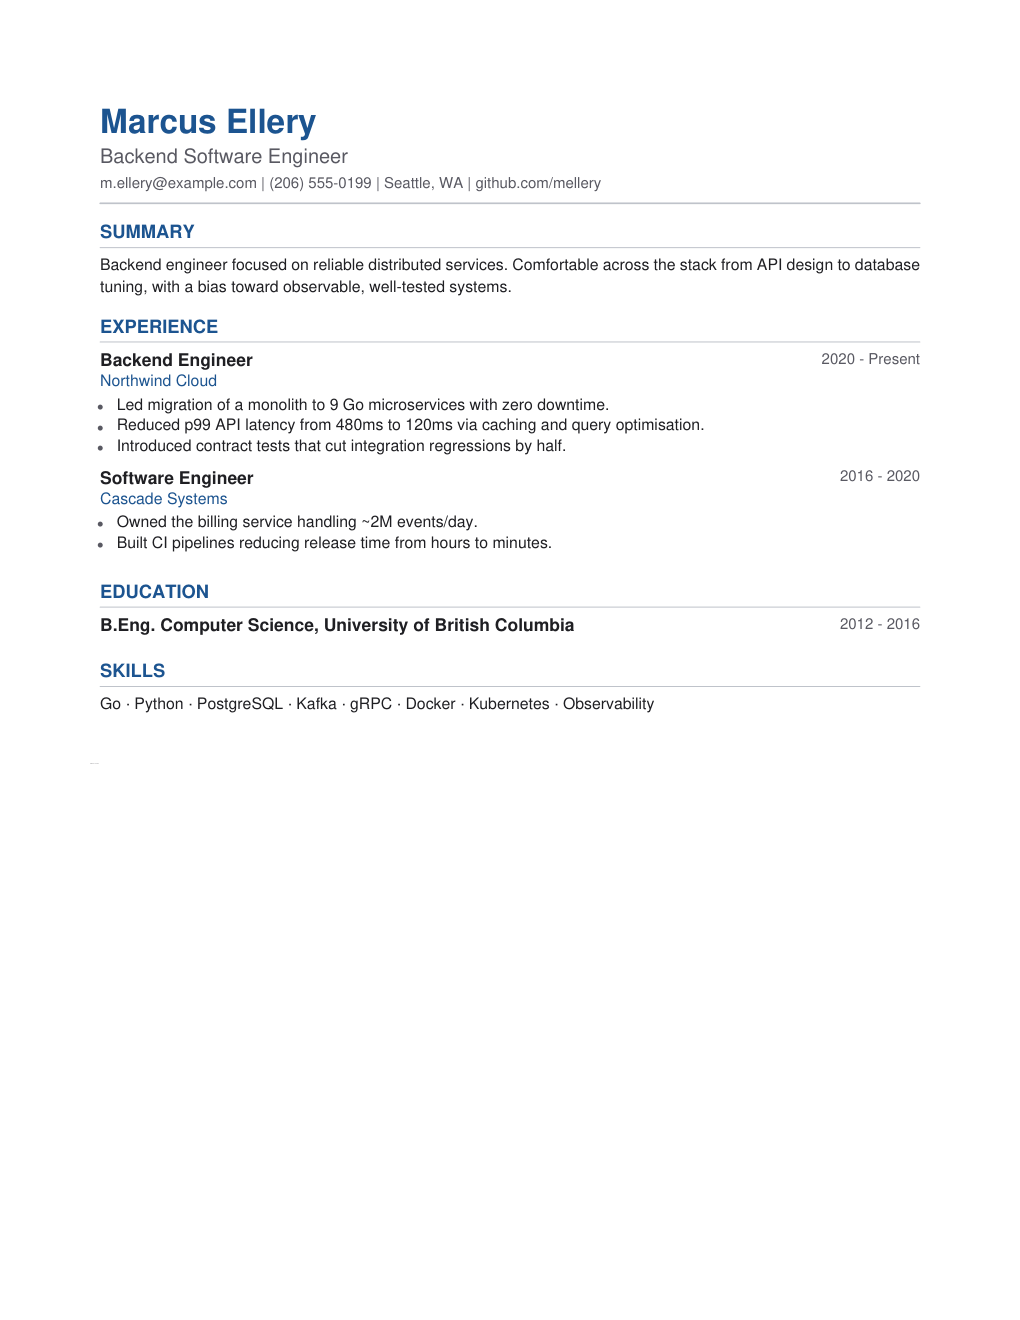 Marcus Ellery
Backend Software Engineer
m.ellery@example.com | (206) 555-0199 | Seattle, WA | github.com/mellery
SUMMARY
Backend engineer focused on reliable distributed services. Comfortable across the stack from API design to database
tuning, with a bias toward observable, well-tested systems.
EXPERIENCE
Backend Engineer 2020 - Present
Northwind Cloud
• Led migration of a monolith to 9 Go microservices with zero downtime.
• Reduced p99 API latency from 480ms to 120ms via caching and query optimisation.
• Introduced contract tests that cut integration regressions by half.
Software Engineer 2016 - 2020
Cascade Systems
• Owned the billing service handling ~2M events/day.
• Built CI pipelines reducing release time from hours to minutes.
EDUCATION
B.Eng. Computer Science, University of British Columbia 2012 - 2016
SKILLS
Go · Python · PostgreSQL · Kafka · gRPC · Docker · Kubernetes · Observability